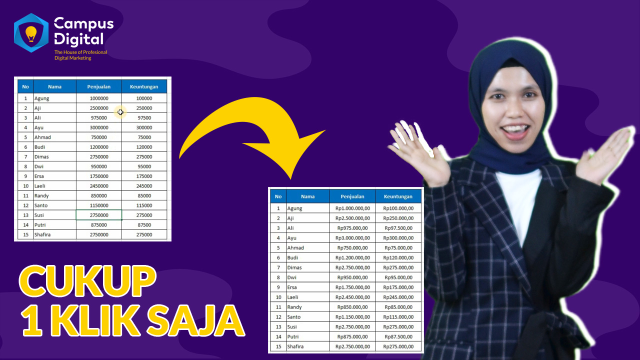 Campus
Digital
The House of Profesional
Digital Marketing
No Nama Penjualan Keuntungan
1 Agung 1000000 100000
2 Aji 2500000 250000
3 Ali 975000 97500
4 Ayu 3000000 300000
5 Ahmad 750000 75000
6 Budi 1200000 120000
7 Dimas 2750000 275000
8 Dwi 950000 95000
9 Ersa 1750000 175000
10 Laeli 2450000 245000
11 Randy 850000 85000
12 Santo 1150000 115000
13 Susi 2750000 275000
14 Putri 875000 87500
15 Shafira 2750000 275000
No Nama Penjualan Keuntungan
1 Agung Rp1.000.000,00 Rp100.000,00
2 Aji Rp2.500.000,00 Rp250.000,00
3 Ali Rp975.000,00 Rp97.500,00
4 Ayu Rp3.000.000,00 Rp300.000,00
5 Ahmad Rp750.000,00 Rp75.000,00
6 Budi Rp1.200.000,00 Rp120.000,00
7 Dimas Rp2.750.000,00 Rp275.000,00
8 Dwi Rp950.000,00 Rp95.000,00
9 Ersa Rp1.750.000,00 Rp175.000,00
10 Laeli Rp2.450.000,00 Rp245.000,00
11 Randy Rp850.000,00 Rp85.000,00
12 Santo Rp1.150.000,00 Rp115.000,00
13 Susi Rp2.750.000,00 Rp275.000,00
14 Putri Rp875.000,00 Rp87.500,00
15 Shafira Rp2.750.000,00 Rp275.000,00
CUKUP
1 KLIK SAJA